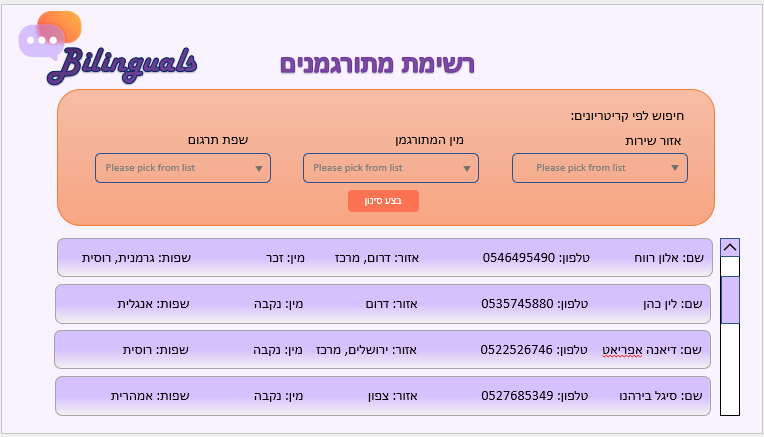 Bilinguals
רשימת מתורגמנים
חיפוש לפי קריטריונים:
אזור שירות מין המתורגמן שפת תרגום
Please pick from list Please pick from list Please pick from list
בצע סינון
שם: אלון רווח טלפון: 0546495490 אזור: דרום, מרכז מין: זכר שפות: גרמנית, רוסית
שם: לין כהן טלפון: 0535745880 אזור: דרום מין: נקבה שפות: אנגלית
שם: דיאנה אפריאט טלפון: 0522526746 אזור: ירושלים, מרכז מין: נקבה שפות: רוסית
שם: סיגל בירהנו טלפון: 0527685349 אזור: צפון מין: נקבה שפות: אמהרית